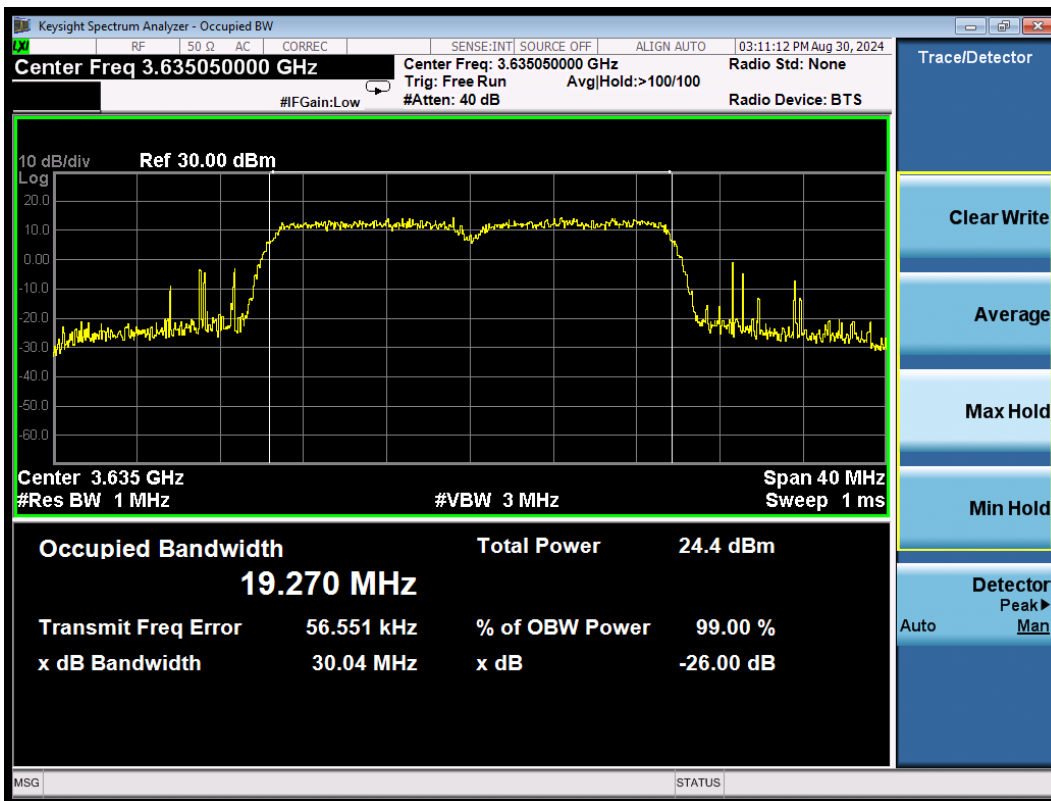 Keysight Spectrum Analyzer - Occupied BW
LXI RF 50 Ω AC CORREC SENSE:INT SOURCE OFF ALIGN AUTO 03:11:12 PM Aug 30, 2024
Center Freq 3.635050000 GHz
Center Freq: 3.635050000 GHz
Radio Std: None
Trig: Free Run Avg|Hold:>100/100
#IFGain:Low #Atten: 40 dB Radio Device: BTS
10 dB/div Ref 30.00 dBm
Log
20.0
10.0
0.00
-10.0
-20.0
-30.0
-40.0
-50.0
-60.0
Center 3.635 GHz Span 40 MHz
#Res BW 1 MHz #VBW 3 MHz Sweep 1 ms
Occupied Bandwidth Total Power 24.4 dBm
19.270 MHz
Transmit Freq Error 56.551 kHz % of OBW Power 99.00 %
x dB Bandwidth 30.04 MHz x dB -26.00 dB
MSG STATUS
Trace/Detector
Clear Write
Average
Max Hold
Min Hold
Detector
Peak▶
Auto Man